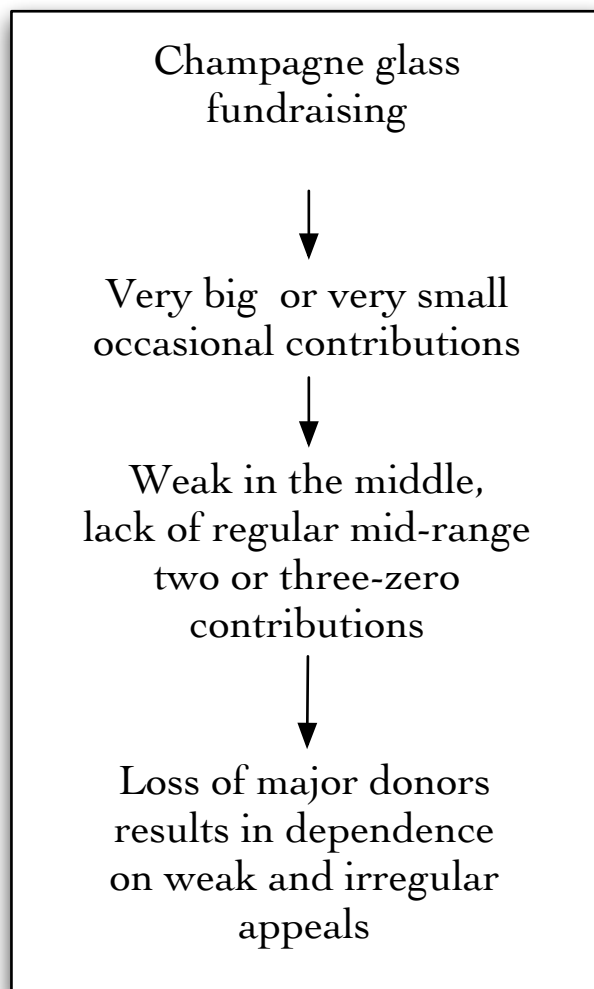 Champagne glass
fundraising
Very big or very small
occasional contributions
Weak in the middle,
lack of regular mid-range
two or three-zero
contributions
Loss of major donors
results in dependence
on weak and irregular
appeals